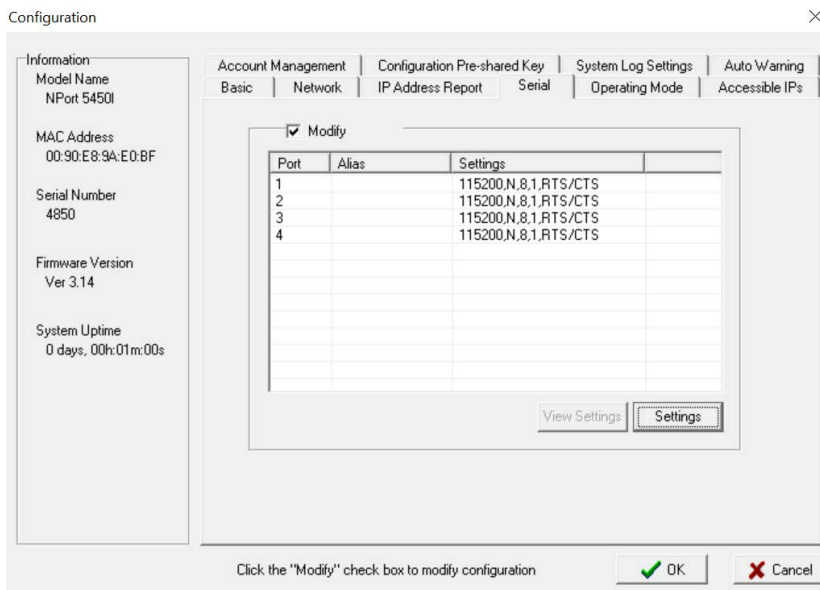 Configuration
Information
Model Name
NPort 5450I
MAC Address
00:90:E8:9A:E0:BF
Serial Number
4850
Firmware Version
Ver 3.14
System Uptime
0 days, 00h:01m:00s
Account Management Configuration Pre-shared Key System Log Settings Auto Warning
Basic Network IP Address Report Serial Operating Mode Accessible IPs
Modify
Port Alias Settings
1 115200,N,8,1,RTS/CTS
2 115200,N,8,1,RTS/CTS
3 115200,N,8,1,RTS/CTS
4 115200,N,8,1,RTS/CTS
View Settings Settings
Click the "Modify" check box to modify configuration
OK Cancel